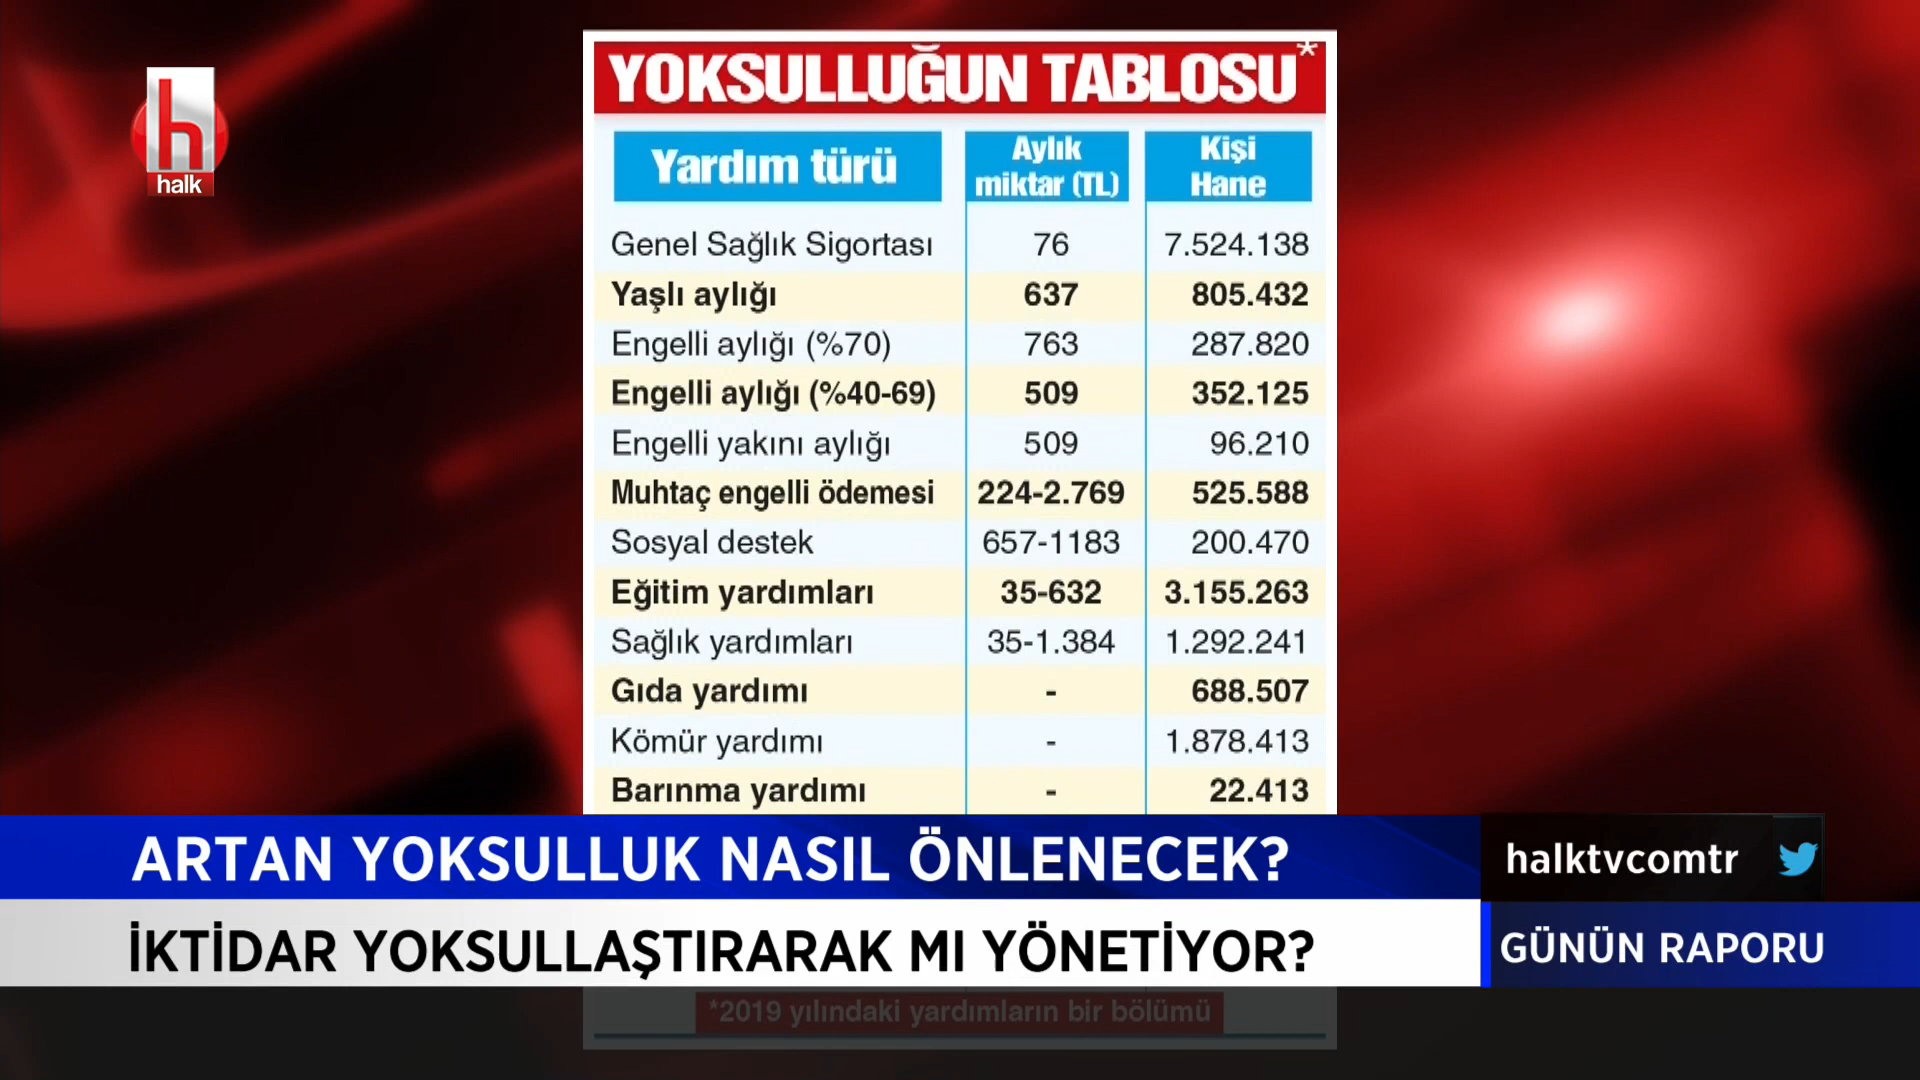 h
halk
YOKSULLUĞUN TABLOSU*
Yardım türü Aylık miktar (TL) Kişi Hane
Genel Sağlık Sigortası 76 7.524.138
Yaşlı aylığı 637 805.432
Engelli aylığı (%70) 763 287.820
Engelli aylığı (%40-69) 509 352.125
Engelli yakını aylığı 509 96.210
Muhtaç engelli ödemesi 224-2.769 525.588
Sosyal destek 657-1183 200.470
Eğitim yardımları 35-632 3.155.263
Sağlık yardımları 35-1.384 1.292.241
Gıda yardımı - 688.507
Kömür yardımı - 1.878.413
Barınma yardımı - 22.413
ARTAN YOKSULLUK NASIL ÖNLENECEK?
halktvcomtr
İKTİDAR YOKSULLAŞTIRARAK MI YÖNETİYOR?
GÜNÜN RAPORU
*2019 yılındaki yardımların bir bölümü